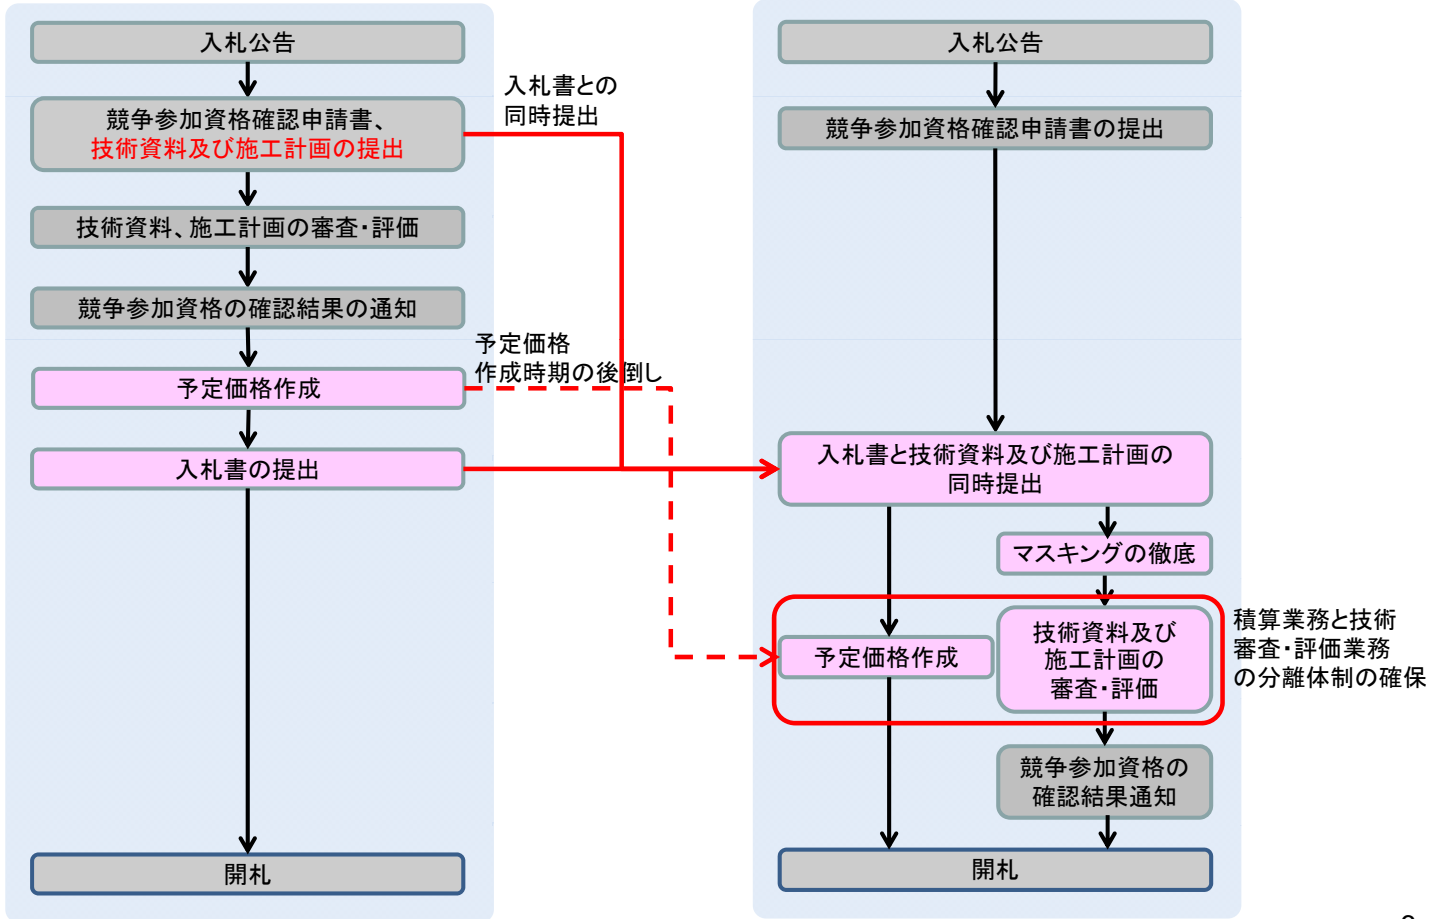 入札公告
競争参加資格確認申請書、
技術資料及び施工計画の提出
技術資料、施工計画の審査・評価
競争参加資格の確認結果の通知
予定価格作成
入札書の提出
開札
入札書との
同時提出
予定価格
作成時期の後倒し
入札公告
競争参加資格確認申請書の提出
入札書と技術資料及び施工計画の
同時提出
マスキングの徹底
予定価格作成
技術資料及び
施工計画の
審査・評価
競争参加資格の
確認結果通知
開札
積算業務と技術
審査・評価業務
の分離体制の確保